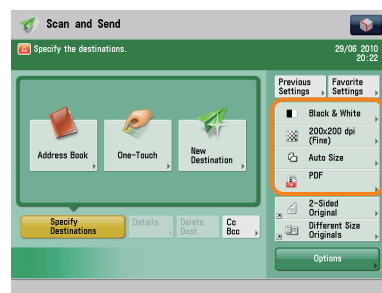 Scan and Send
Specify the destinations.
29/06 2010
20:22
Previous
Settings
Favorite
Settings
Black & White
200x200 dpi
(Fine)
Auto Size
PDF
Address Book
One-Touch
New
Destination
2-Sided
Original
Different Size
Originals
Specify
Destinations
Details
Delete
Dest.
Cc
Bcc
Options